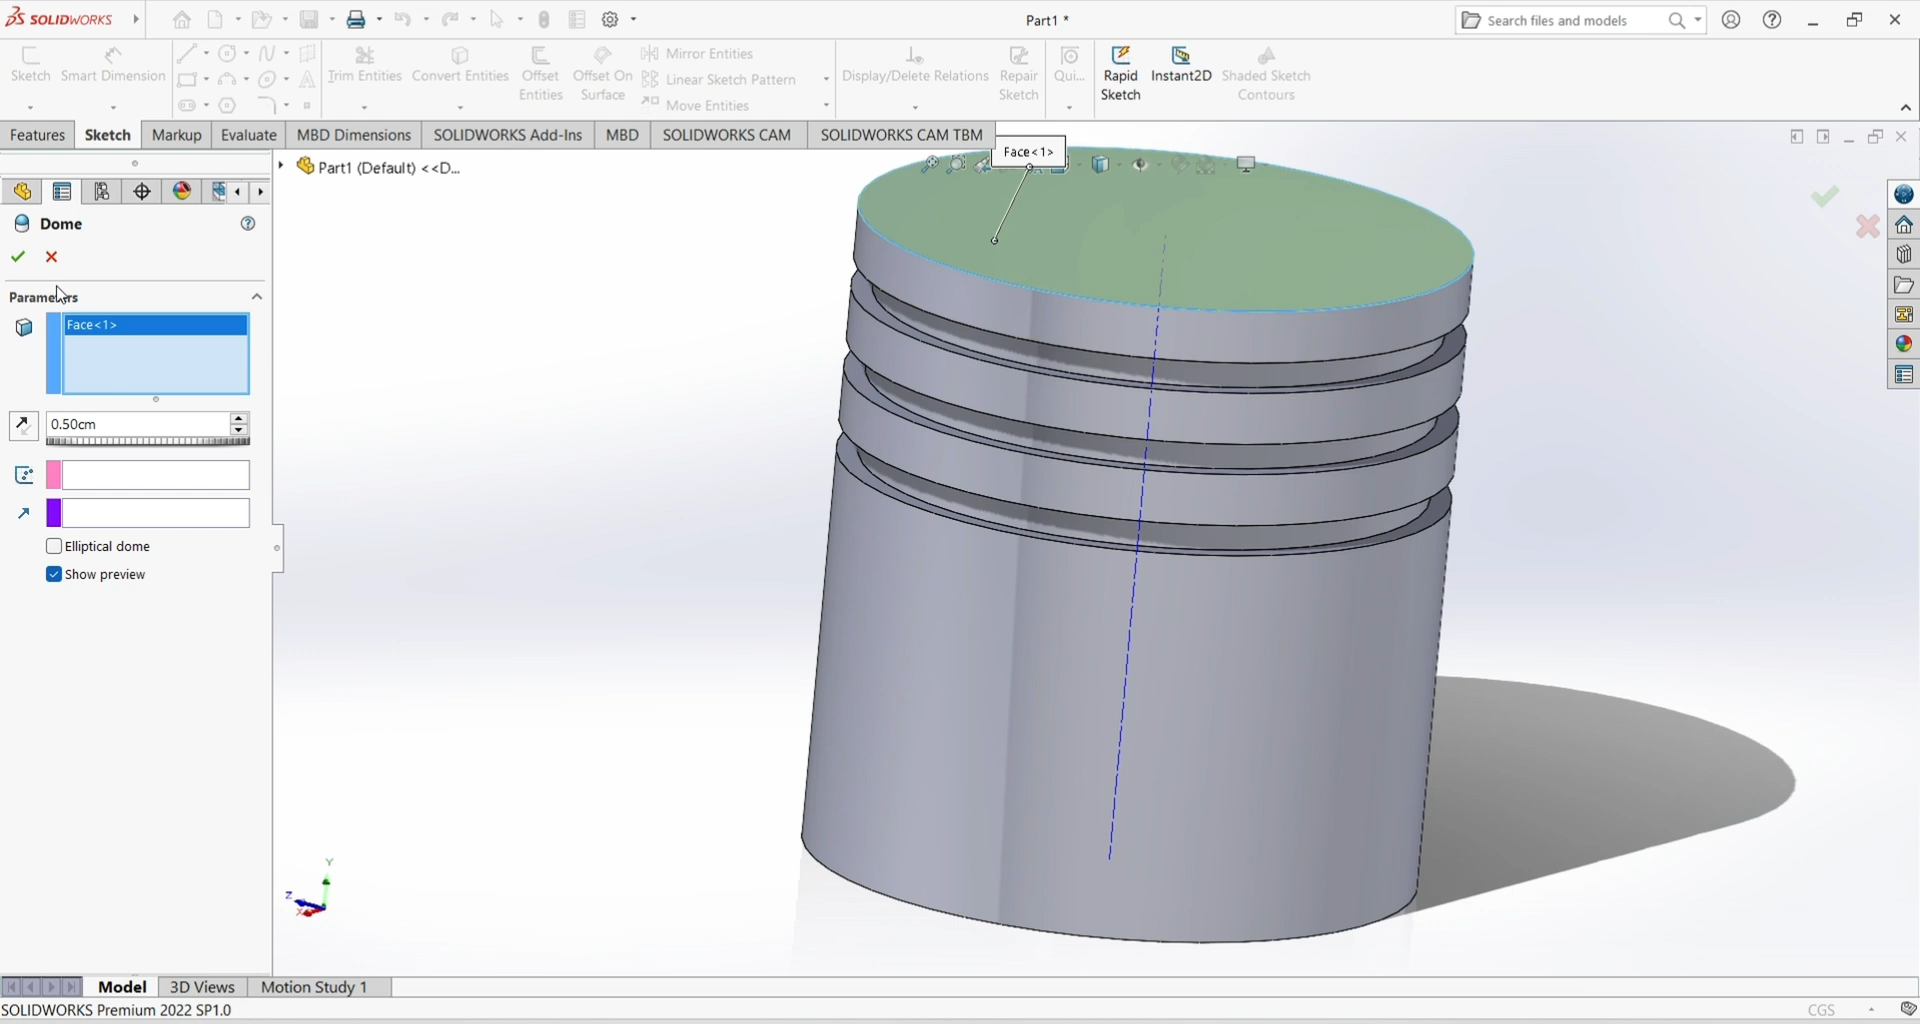 SOLIDWORKS
Part1 *
Search files and models
Sketch
Smart Dimension
Trim Entities
Convert Entities
Offset
Entities
Offset On
Surface
Mirror Entities
Linear Sketch Pattern
Move Entities
Display/Delete Relations
Repair
Sketch
Qui...
Rapid
Sketch
Instant2D
Shaded Sketch
Contours
Features
Sketch
Markup
Evaluate
MBD Dimensions
SOLIDWORKS Add-Ins
MBD
SOLIDWORKS CAM
SOLIDWORKS CAM TBM
Face<1>
Part1 (Default) <<D...
Dome
Parameters
Face<1>
0.50cm
Elliptical dome
Show preview
Y
Z
X
Model
3D Views
Motion Study 1
SOLIDWORKS Premium 2022 SP1.0
CGS